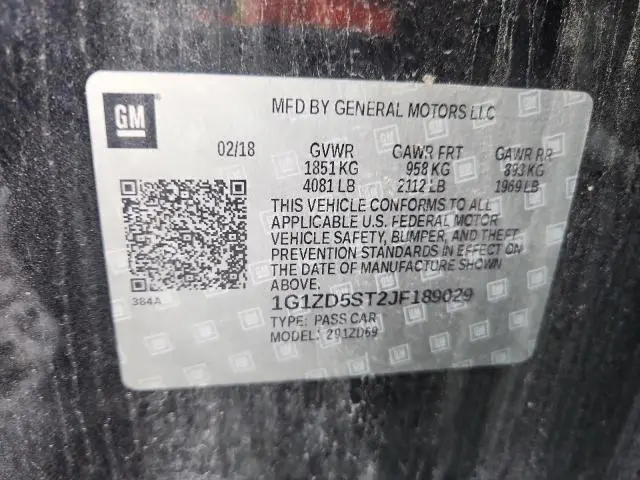 GM
MFD BY GENERAL MOTORS LLC
02/18 GVWR GAWR FRT GAWR RR
1851 KG 958 KG 893 KG
4081 LB 2112 LB 1969 LB
THIS VEHICLE CONFORMS TO ALL
APPLICABLE U.S. FEDERAL MOTOR
VEHICLE SAFETY, BUMPER, AND THEFT
PREVENTION STANDARDS IN EFFECT ON
THE DATE OF MANUFACTURE SHOWN
ABOVE.
384A
1G1ZD5ST2JF189029
TYPE: PASS CAR
MODEL: 291ZD69